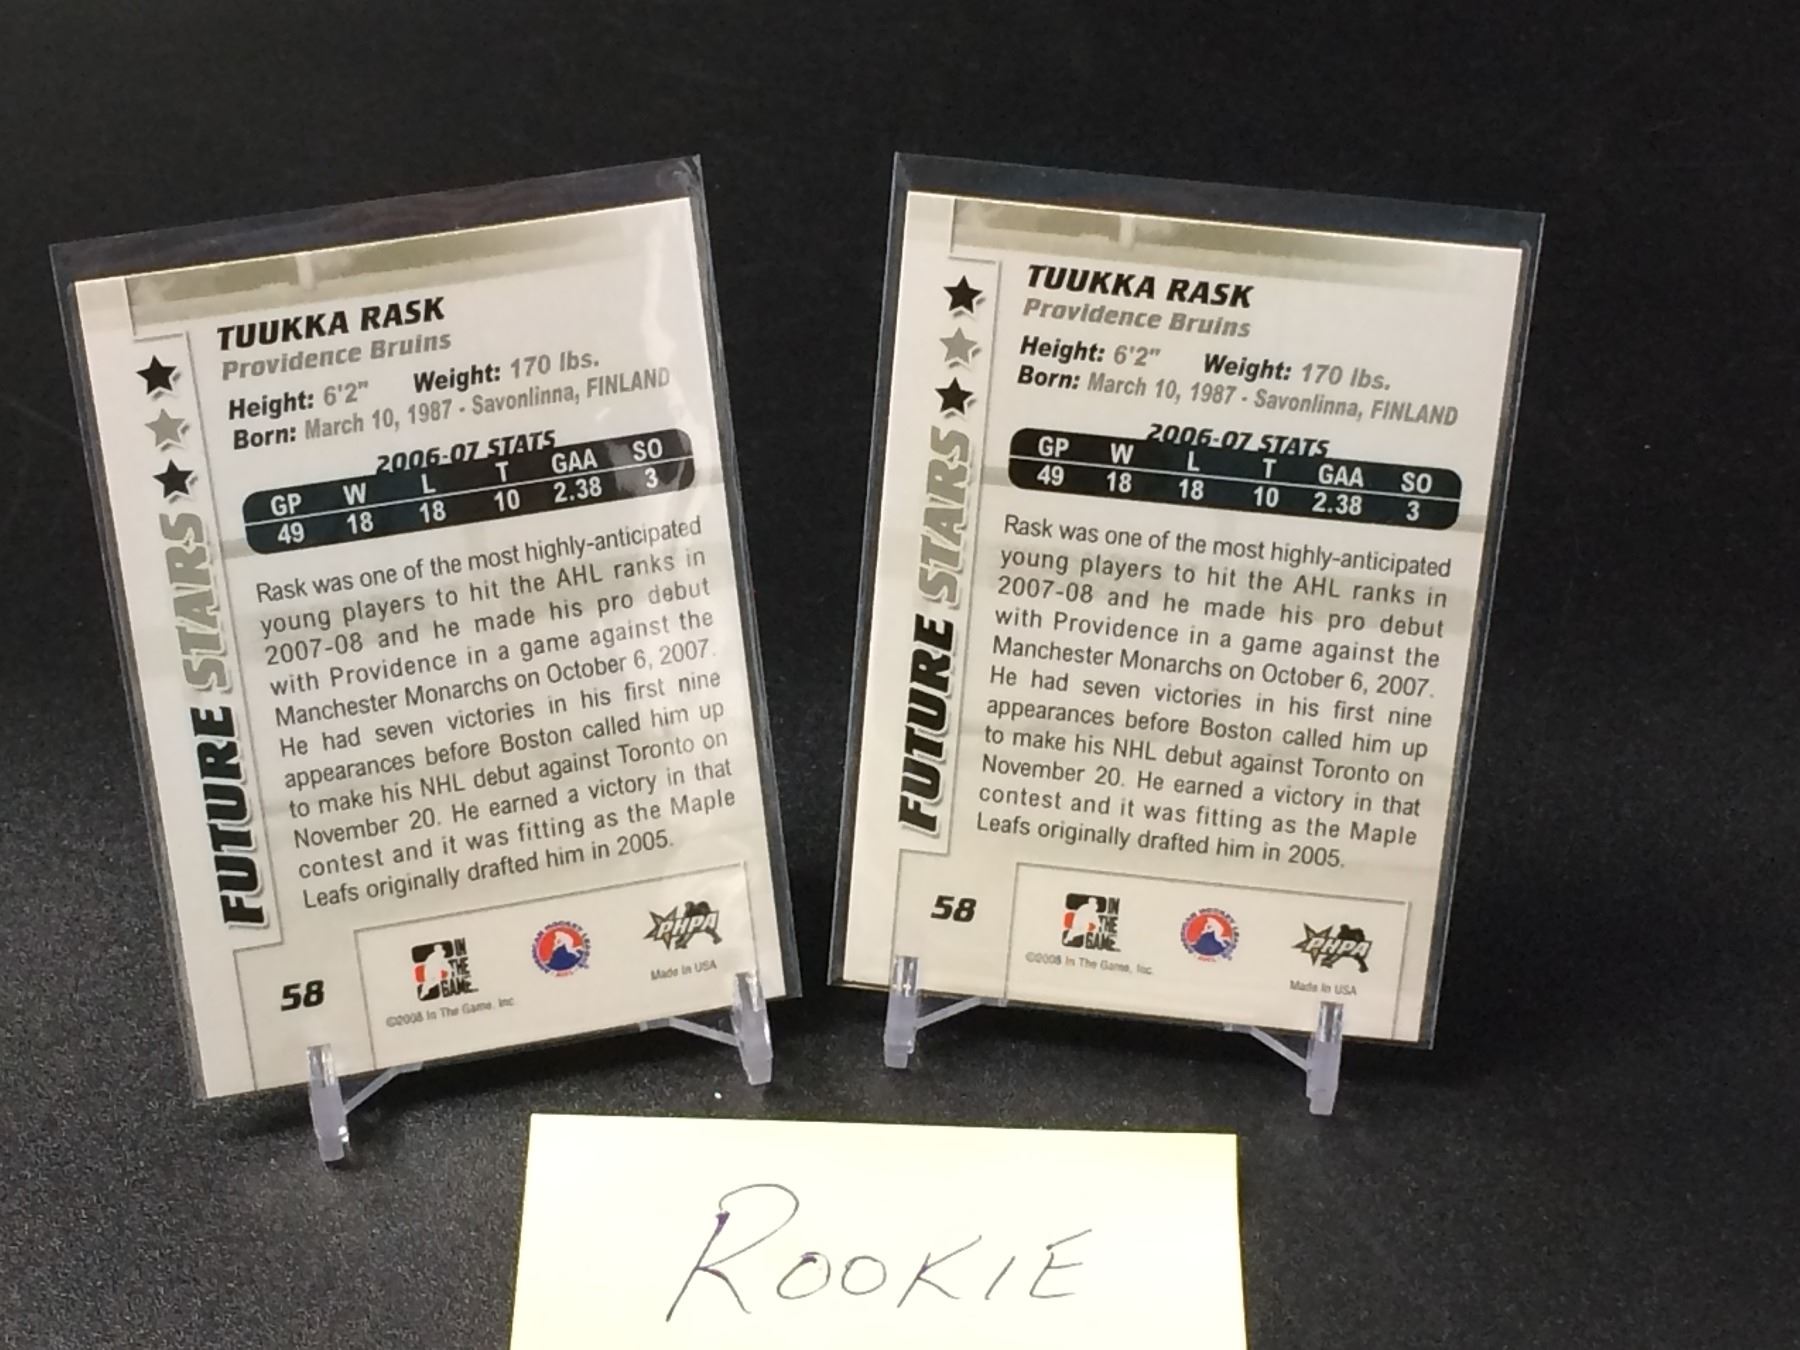 TUUKKA RASK
Providence Bruins
Height: 6'2" Weight: 170 lbs.
Born: March 10, 1987 - Savonlinna, FINLAND
2006-07 STATS
GP W L T GAA SO
49 18 18 10 2.38 3
Rask was one of the most highly-anticipated
young players to hit the AHL ranks in
2007-08 and he made his pro debut
with Providence in a game against the
Manchester Monarchs on October 6, 2007.
He had seven victories in his first nine
appearances before Boston called him up
to make his NHL debut against Toronto on
November 20. He earned a victory in that
contest and it was fitting as the Maple
Leafs originally drafted him in 2005.
FUTURE STARS
58
IN
THE
GAME
©2008 In The Game, Inc
PHPA
Made in USA
TUUKKA RASK
Providence Bruins
Height: 6'2" Weight: 170 lbs.
Born: March 10, 1987 - Savonlinna, FINLAND
2006-07 STATS
GP W L T GAA SO
49 18 18 10 2.38 3
Rask was one of the most highly-anticipated
young players to hit the AHL ranks in
2007-08 and he made his pro debut
with Providence in a game against the
Manchester Monarchs on October 6, 2007.
He had seven victories in his first nine
appearances before Boston called him up
to make his NHL debut against Toronto on
November 20. He earned a victory in that
contest and it was fitting as the Maple
Leafs originally drafted him in 2005.
FUTURE STARS
58
IN
THE
GAME
©2008 In The Game, Inc.
PHPA
Made in USA
ROOKIE